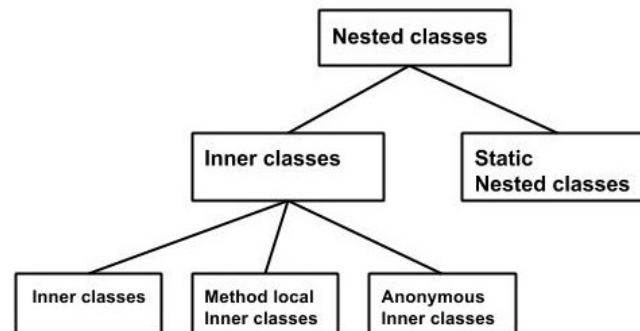 Nested classes
Inner classes
Static
Nested classes
Inner classes
Method local
Inner classes
Anonymous
Inner classes